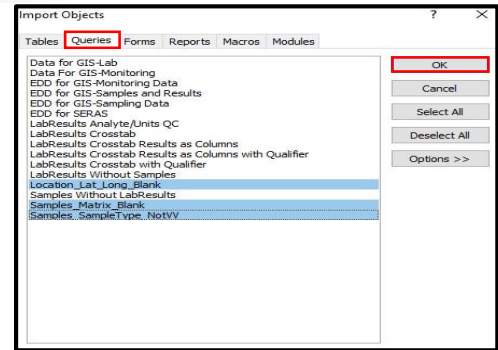 Import Objects ? ×
Tables Queries Forms Reports Macros Modules
Data for GIS-Lab
Data For GIS-Monitoring
EDD for GIS-Monitoring Data
EDD for GIS-Samples and Results
EDD for GIS-Sampling Data
EDD for SERAS
LabResults Analyte/Units QC
LabResults Crosstab
LabResults Crosstab Results as Columns
LabResults Crosstab Results as Columns with Qualifier
LabResults Crosstab with Qualifier
LabResults Without Samples
Location_Lat_Long_Blank
Samples Without LabResults
Samples_Matrix_Blank
Samples_SampleType_NotVV
OK
Cancel
Select All
Deselect All
Options >>